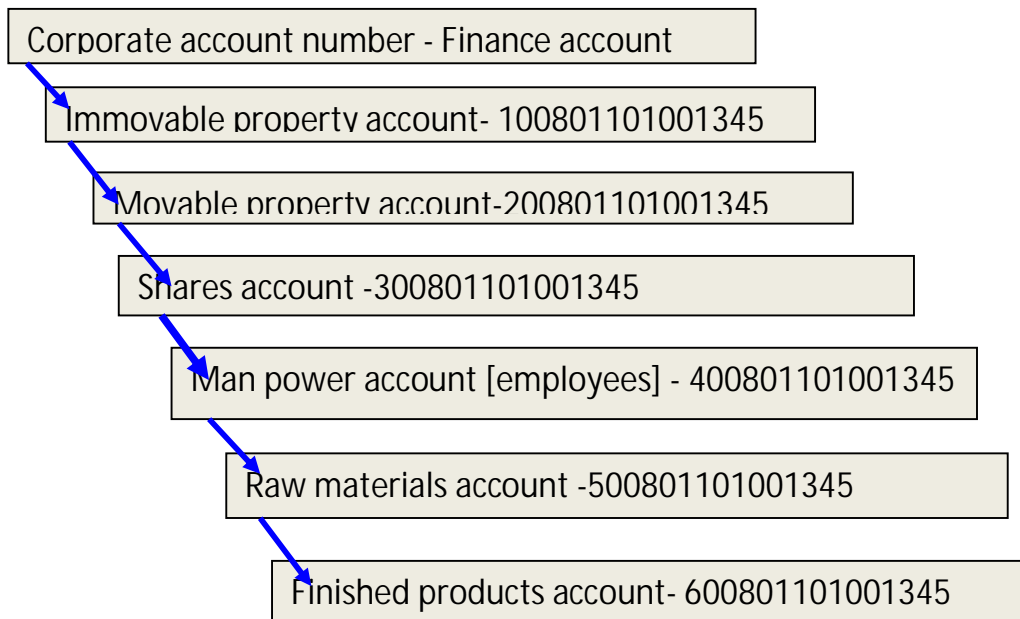 Corporate account number - Finance account
Immovable property account- 100801101001345
Movable property account-200801101001345
Shares account -300801101001345
Man power account [employees] - 400801101001345
Raw materials account -500801101001345
Finished products account- 600801101001345